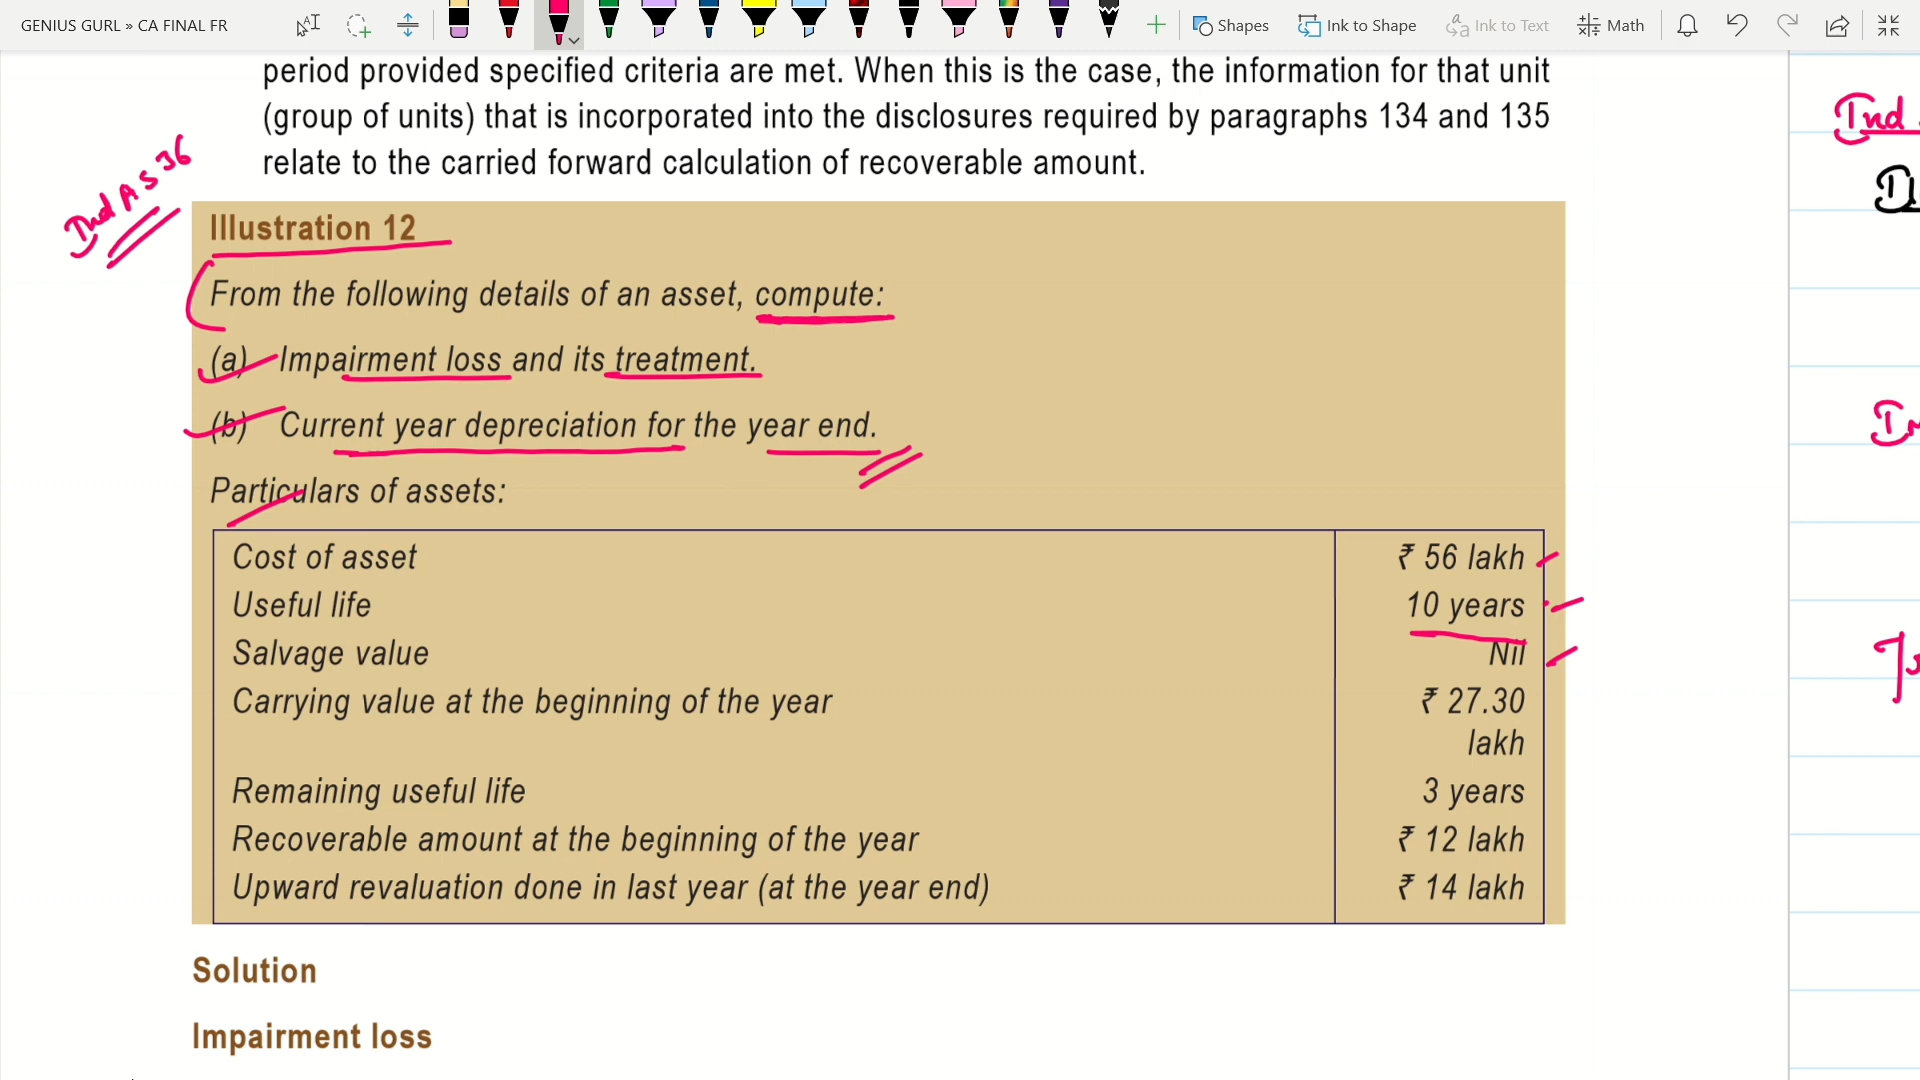 GENIUS GURL » CA FINAL FR
Shapes
Ink to Shape
Ink to Text
Math
period provided specified criteria are met. When this is the case, the information for that unit
(group of units) that is incorporated into the disclosures required by paragraphs 134 and 135
relate to the carried forward calculation of recoverable amount.
Ind AS 36
Ind
Illustration 12
From the following details of an asset, compute:
(a) Impairment loss and its treatment.
(b) Current year depreciation for the year end.
Particulars of assets:
Cost of asset ₹ 56 lakh
Useful life 10 years
Salvage value Nil
Carrying value at the beginning of the year ₹ 27.30
lakh
Remaining useful life 3 years
Recoverable amount at the beginning of the year ₹ 12 lakh
Upward revaluation done in last year (at the year end) ₹ 14 lakh
Solution
Impairment loss